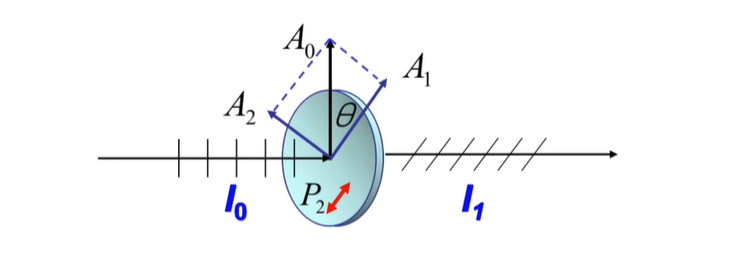 A₀
A₁
A₂
θ
P₂
I₀
I₁